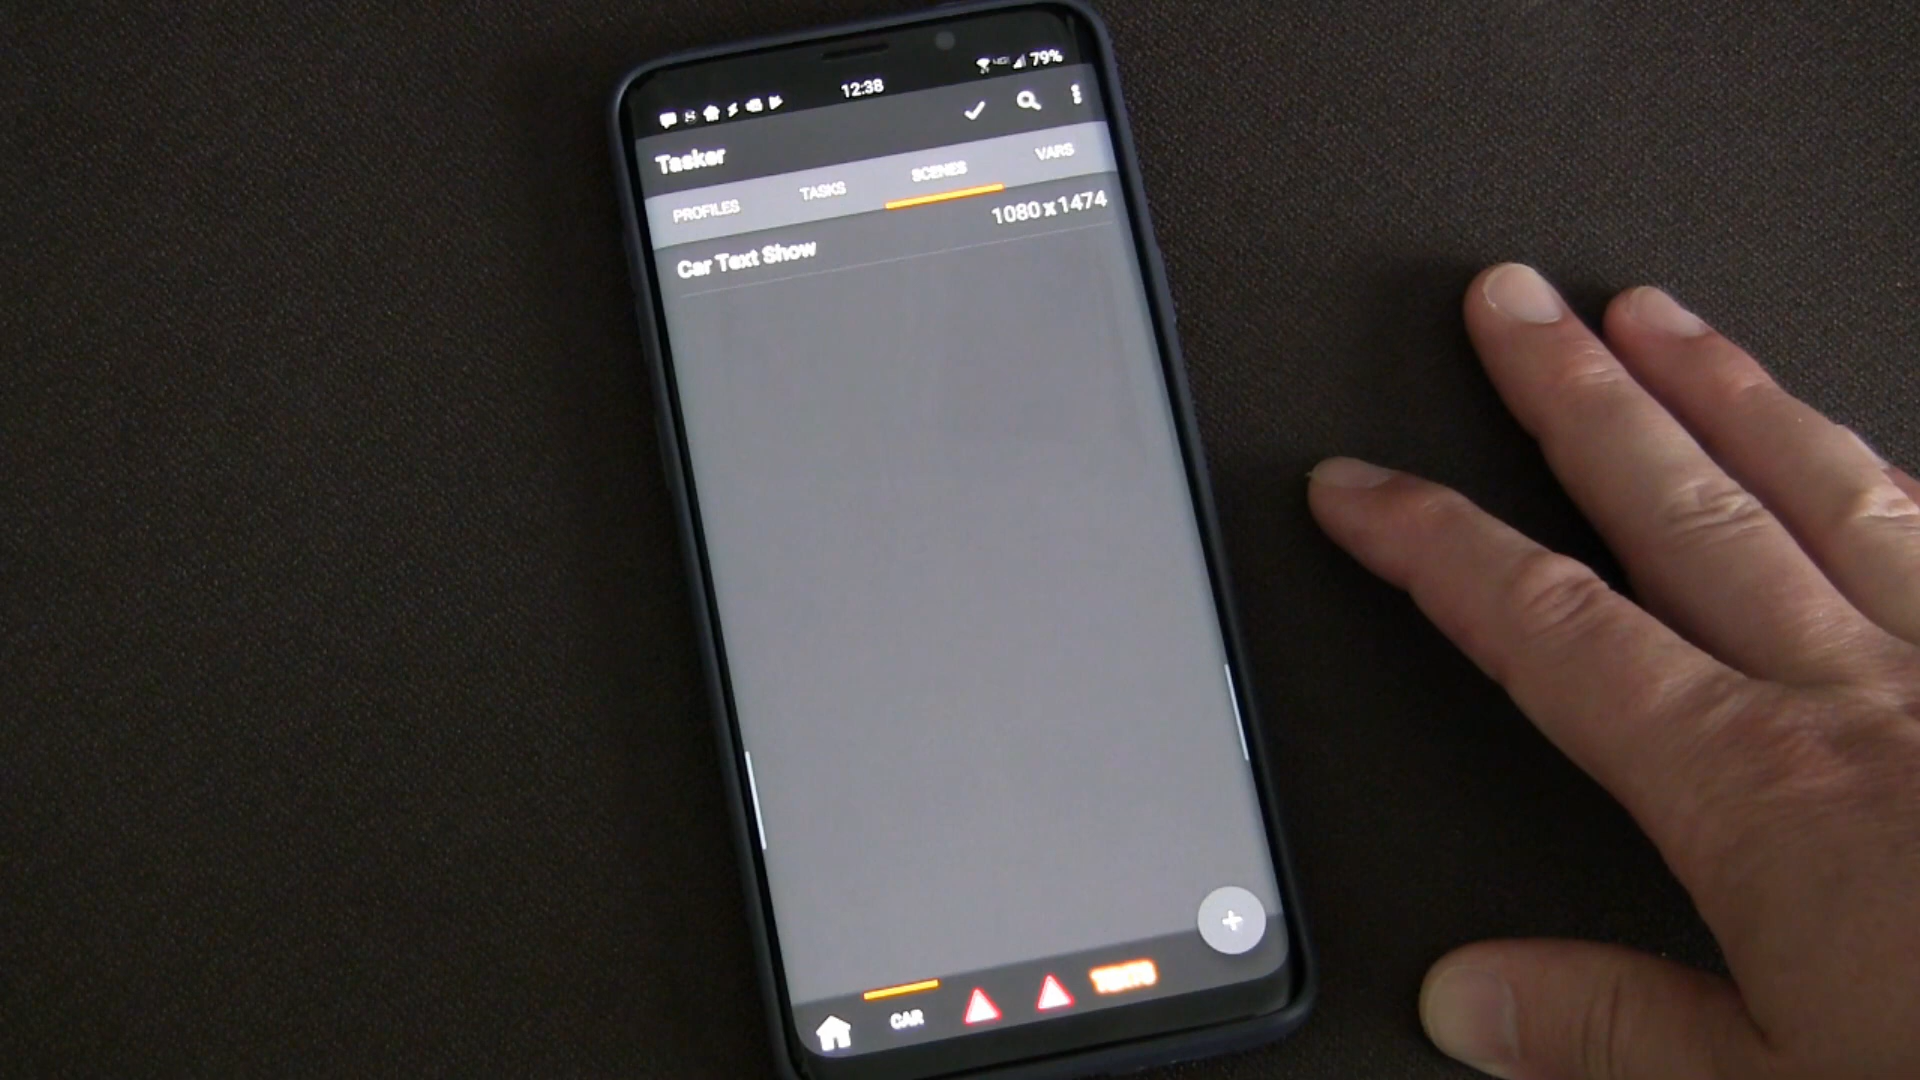 12:38
79%
Tasker
PROFILES TASKS SCENES VARS
Car Text Show 1080 x 1474
CAR